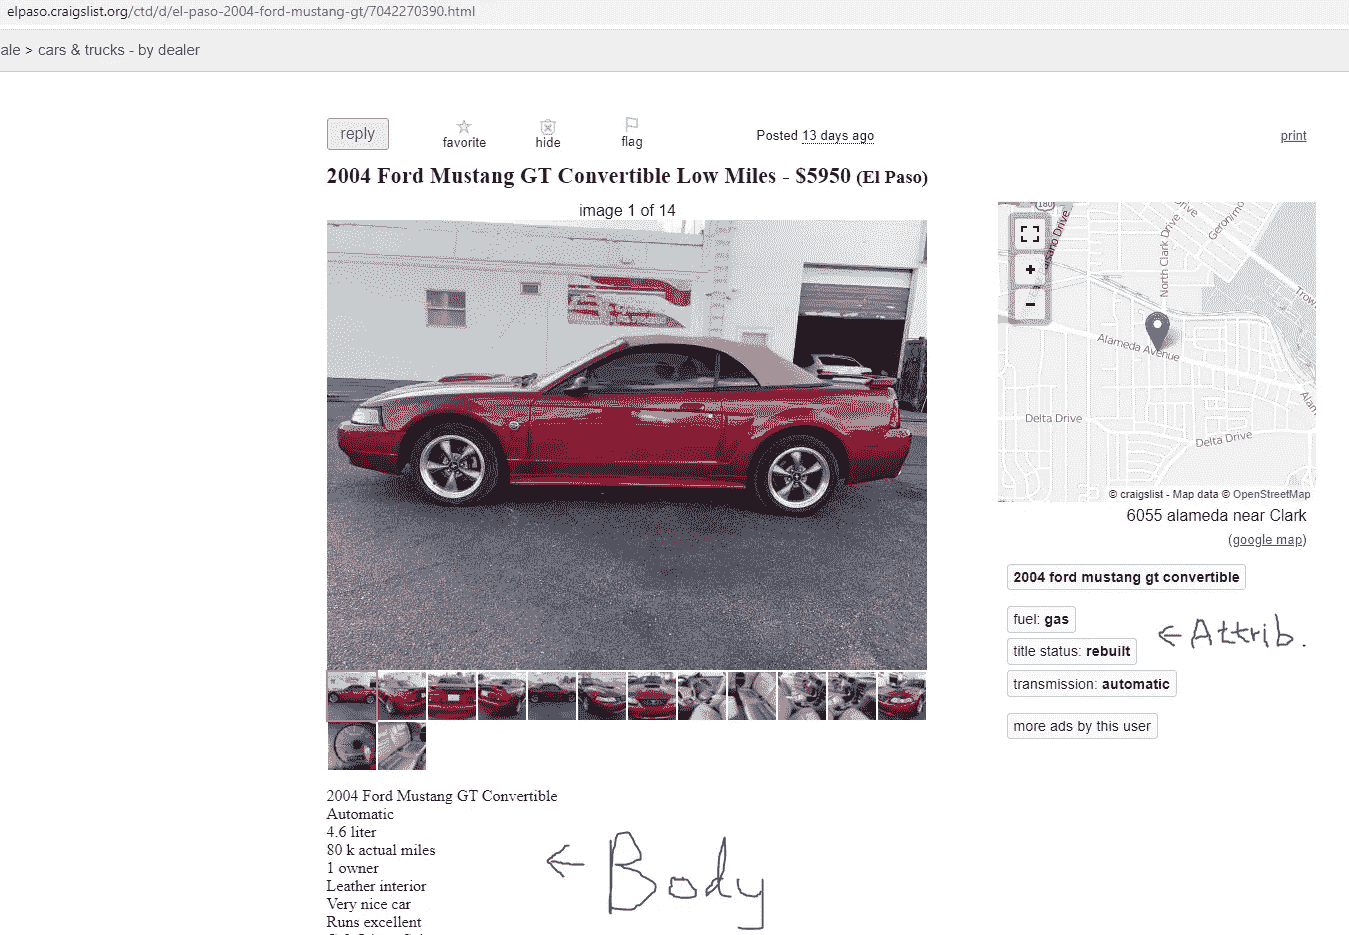 elpaso.craigslist.org/ctd/d/el-paso-2004-ford-mustang-gt/7042270390.html
ale > cars & trucks - by dealer
reply
favorite
hide
flag
Posted 13 days ago
print
2004 Ford Mustang GT Convertible Low Miles - $5950 (El Paso)
image 1 of 14
180
North Clark Drive
Geronimo
Alameda Avenue
Delta Drive
Delta Drive
+
−
© craigslist - Map data © OpenStreetMap
6055 alameda near Clark
(google map)
2004 ford mustang gt convertible
fuel: gas
title status: rebuilt
transmission: automatic
more ads by this user
← Attrib.
2004 Ford Mustang GT Convertible
Automatic
4.6 liter
80 k actual miles
1 owner
Leather interior
Very nice car
Runs excellent
← Body